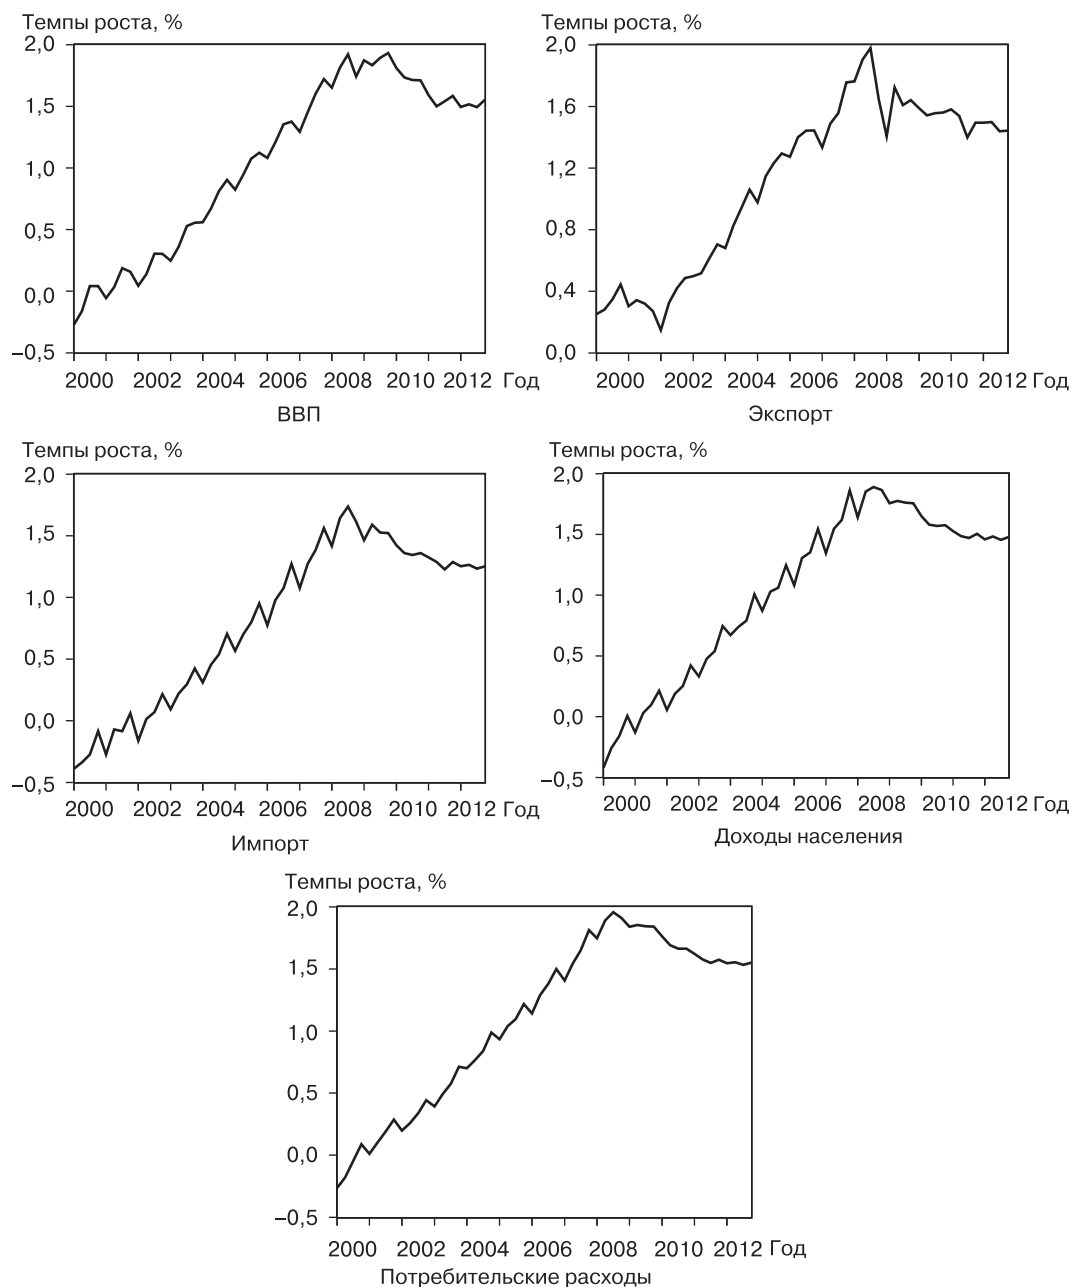 Темпы роста, %
2,0
1,5
1,0
0,5
0,0
−0,5
2000 2002 2004 2006 2008 2010 2012 Год
ВВП
Темпы роста, %
2,0
1,6
1,2
0,8
0,4
0,0
2000 2002 2004 2006 2008 2010 2012 Год
Экспорт
Темпы роста, %
2,0
1,5
1,0
0,5
0,0
−0,5
2000 2002 2004 2006 2008 2010 2012 Год
Импорт
Темпы роста, %
2,0
1,5
1,0
0,5
0,0
−0,5
2000 2002 2004 2006 2008 2010 2012 Год
Доходы населения
Темпы роста, %
2,0
1,5
1,0
0,5
0,0
−0,5
2000 2002 2004 2006 2008 2010 2012 Год
Потребительские расходы